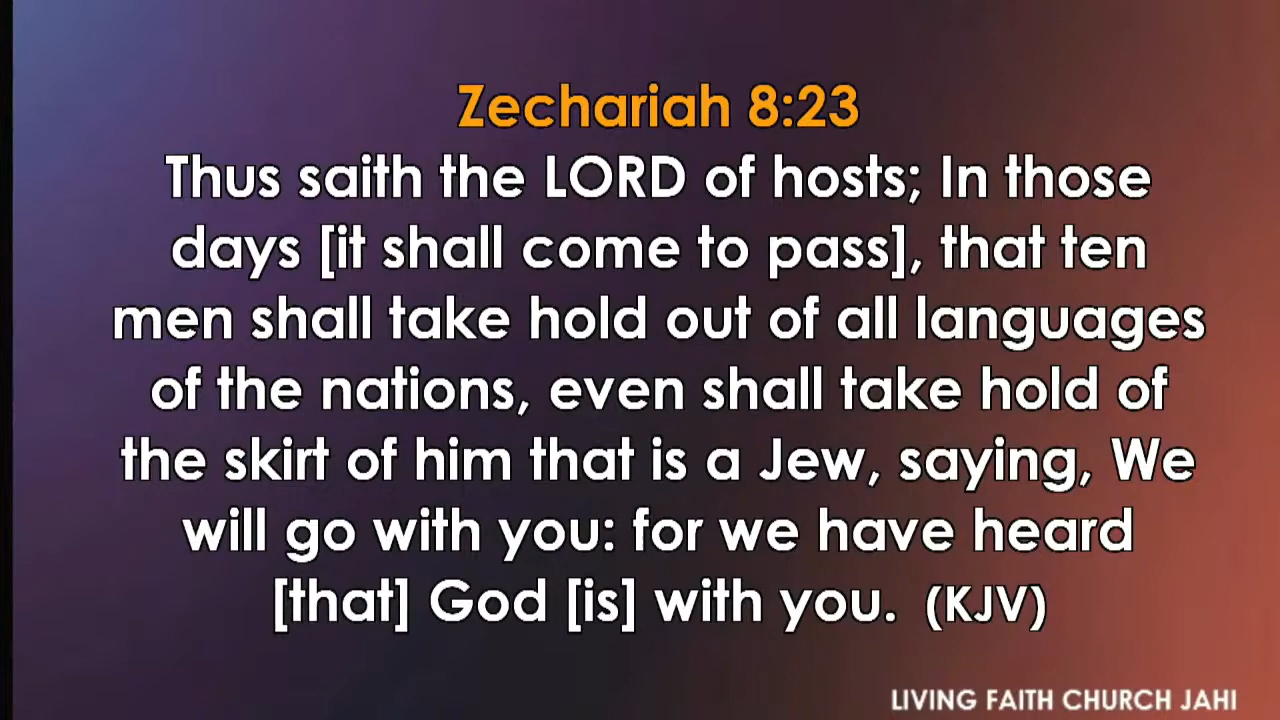 Zechariah 8:23
Thus saith the LORD of hosts; In those
days [it shall come to pass], that ten
men shall take hold out of all languages
of the nations, even shall take hold of
the skirt of him that is a Jew, saying, We
will go with you: for we have heard
[that] God [is] with you. (KJV)
LIVING FAITH CHURCH JAHI